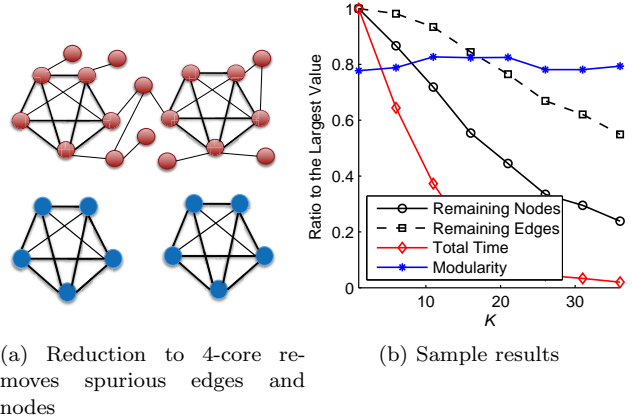 1
0.8
0.6
0.4
0.2
0
Ratio to the Largest Value
Remaining Nodes
Remaining Edges
Total Time
Modularity
10 20 30
K
(a) Reduction to 4-core re-
moves spurious edges and
nodes
(b) Sample results